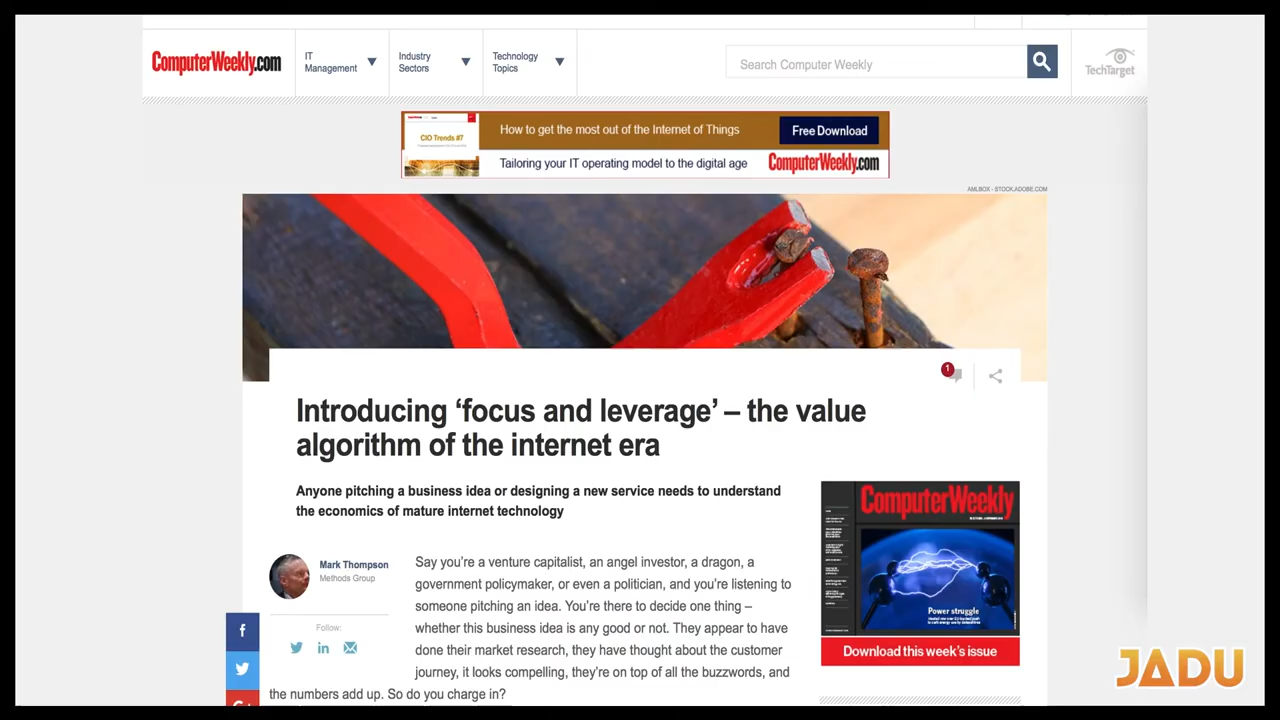 ComputerWeekly.com
IT
Management
Industry
Sectors
Technology
Topics
Search Computer Weekly
TechTarget
CIO Trends #7
How to get the most out of the Internet of Things
Free Download
Tailoring your IT operating model to the digital age
ComputerWeekly.com
AMLBOX - STOCK.ADOBE.COM
1
Introducing ‘focus and leverage’ – the value
algorithm of the internet era
Anyone pitching a business idea or designing a new service needs to understand
the economics of mature internet technology
Mark Thompson
Methods Group
Follow:
Say you’re a venture capitalist, an angel investor, a dragon, a
government policymaker, or even a politician, and you’re listening to
someone pitching an idea. You’re there to decide one thing –
whether this business idea is any good or not. They appear to have
done their market research, they have thought about the customer
journey, it looks compelling, they’re on top of all the buzzwords, and
the numbers add up. So do you charge in?
ComputerWeekly
Power struggle
Download this week’s issue
JADU